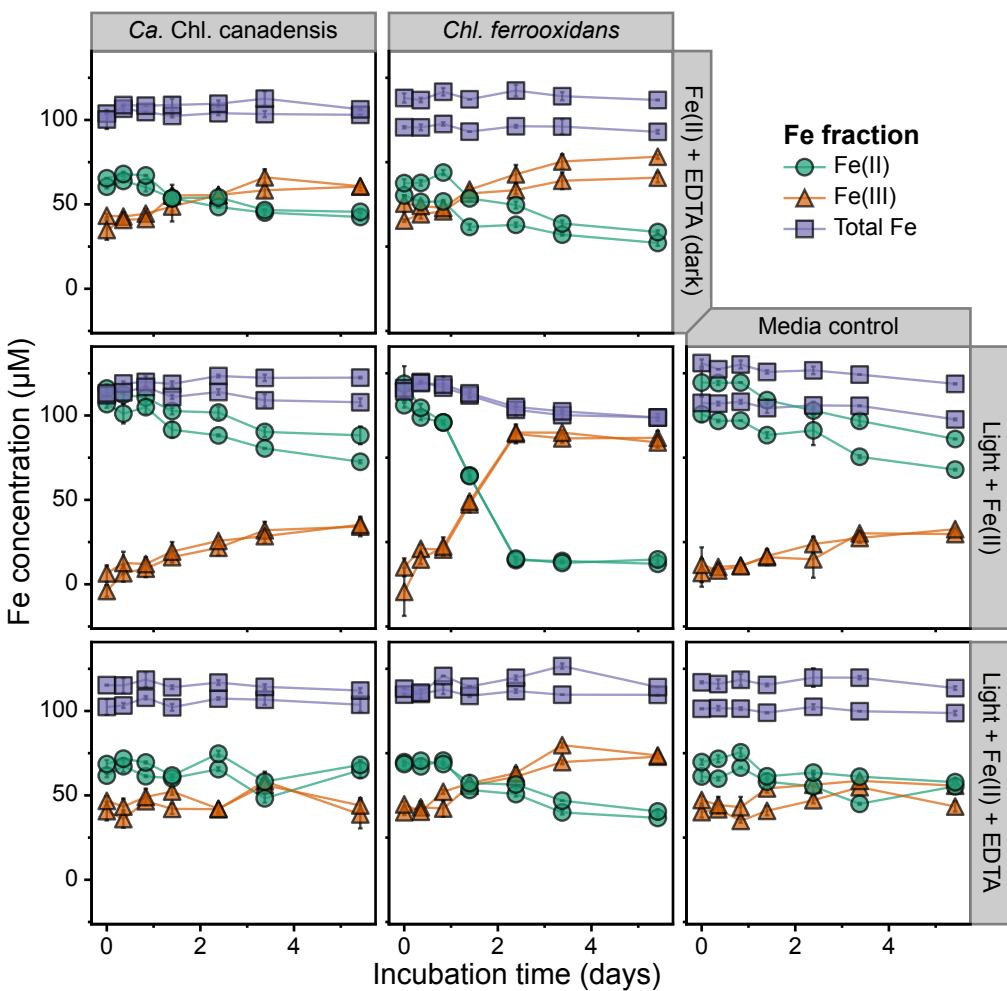 Ca. Chl. canadensis
Chl. ferrooxidans
Fe(II) + EDTA (dark)
100
50
0
Fe fraction
Fe(II)
Fe(III)
Total Fe
Media control
Light + Fe(II)
100
50
0
Fe concentration (µM)
Light + Fe(II) + EDTA
100
50
0
0 2 4
0 2 4
0 2 4
Incubation time (days)